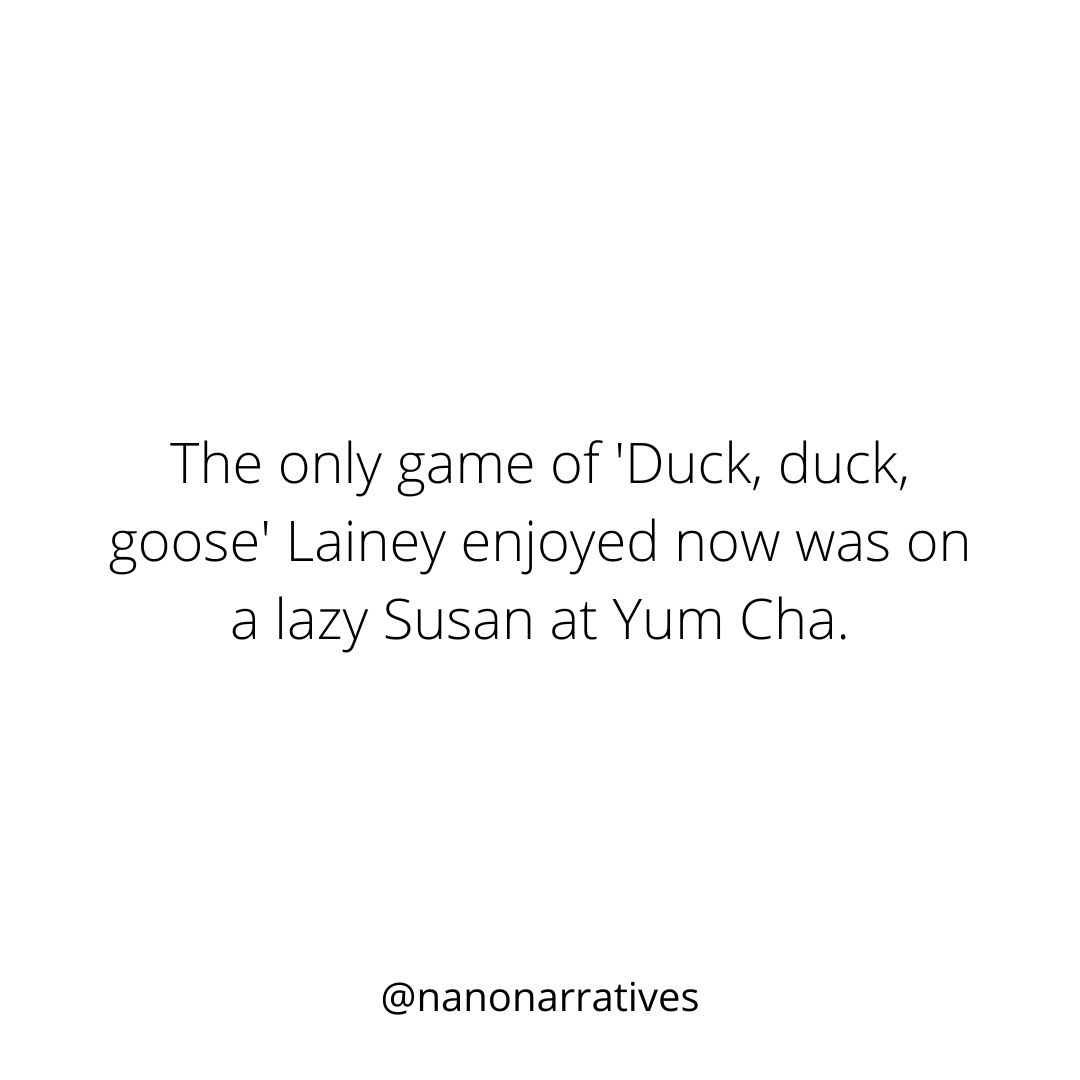 The only game of 'Duck, duck,
goose' Lainey enjoyed now was on
a lazy Susan at Yum Cha.
@nanonarratives